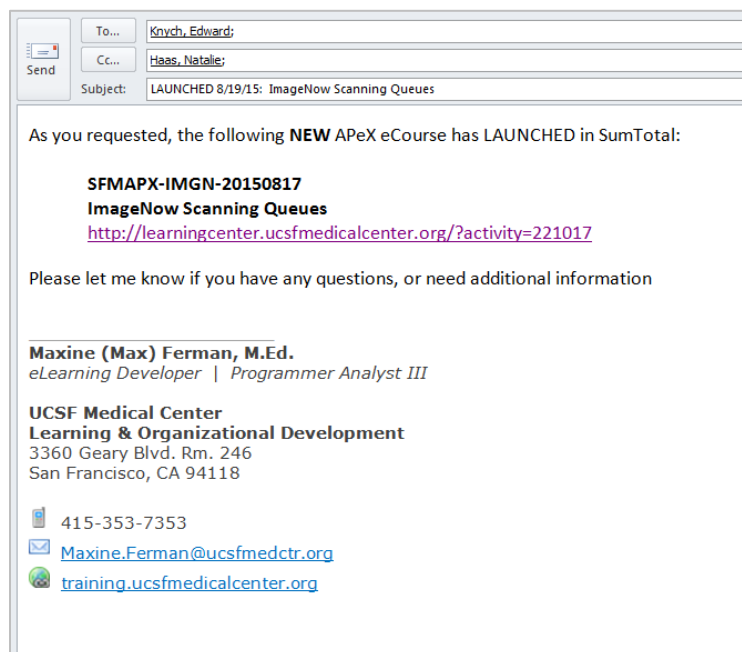 To...
Knych, Edward;
Send
Cc...
Haas, Natalie;
Subject:
LAUNCHED 8/19/15:  ImageNow Scanning Queues
As you requested, the following NEW APeX eCourse has LAUNCHED in SumTotal:
SFMAPX-IMGN-20150817
ImageNow Scanning Queues
http://learningcenter.ucsfmedicalcenter.org/?activity=221017
Please let me know if you have any questions, or need additional information
Maxine (Max) Ferman, M.Ed.
eLearning Developer  |  Programmer Analyst III
UCSF Medical Center
Learning & Organizational Development
3360 Geary Blvd. Rm. 246
San Francisco, CA 94118
415-353-7353
Maxine.Ferman@ucsfmedctr.org
training.ucsfmedicalcenter.org